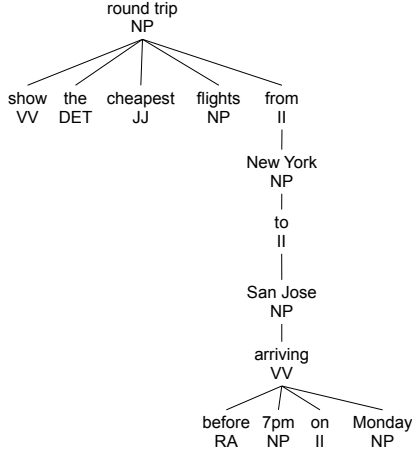 round trip
NP
show the cheapest flights from
VV DET JJ NP II
New York
NP
to
II
San Jose
NP
arriving
VV
before 7pm on Monday
RA NP II NP